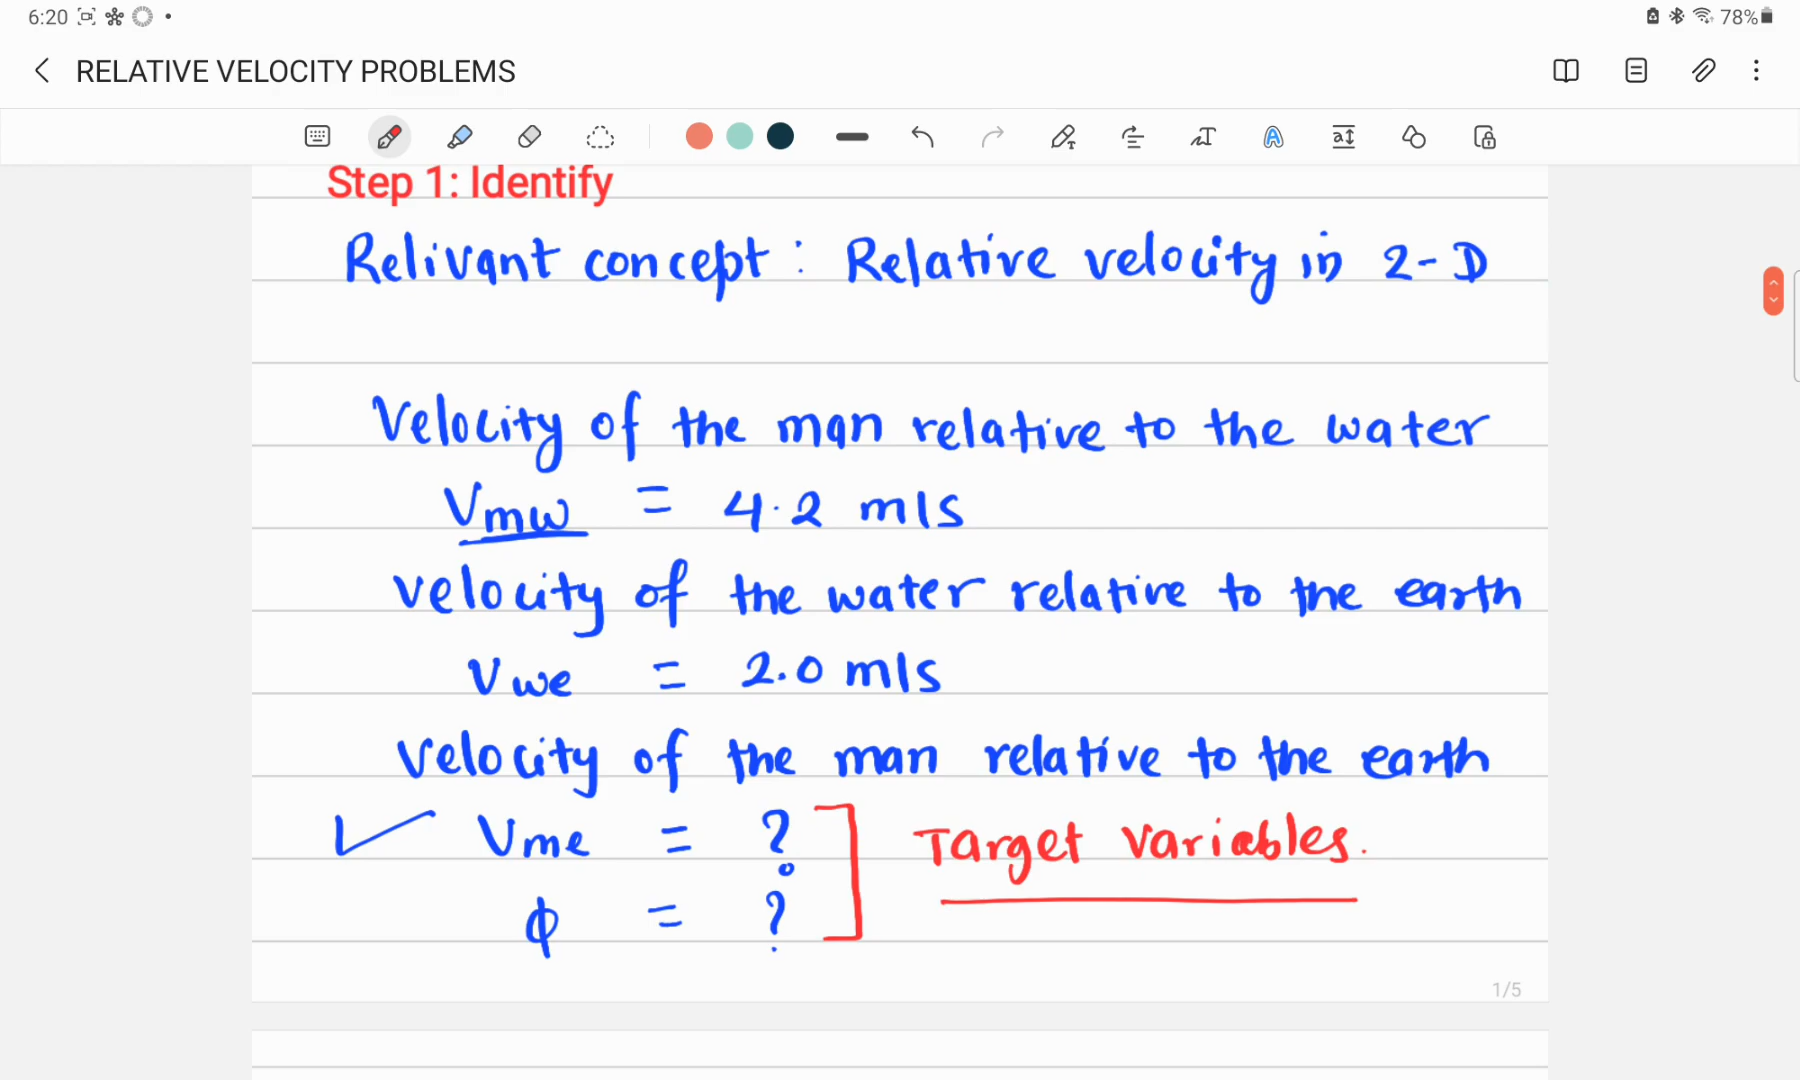 6:20
78%
RELATIVE VELOCITY PROBLEMS
Step 1: Identify
Relivant concept : Relative velocity in 2-D
Velocity of the man relative to the water
Vmw = 4.2 m/s
velocity of the water relative to the earth
Vwe = 2.0 m/s
velocity of the man relative to the earth
✓ Vme = ? Target variables.
ϕ = ?
1/5